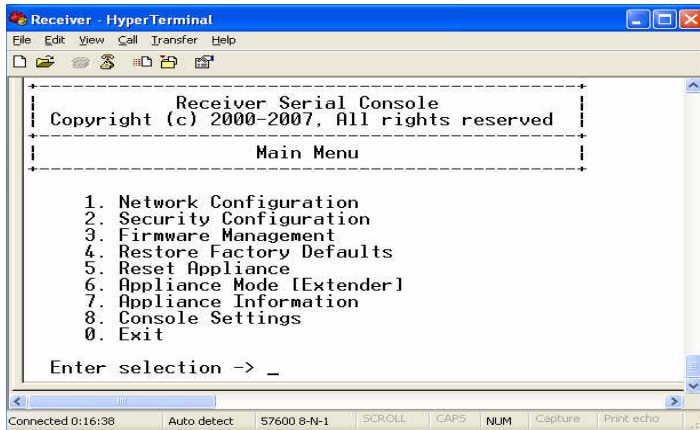 Receiver - HyperTerminal
File Edit View Call Transfer Help
Receiver Serial Console
Copyright (c) 2000-2007, All rights reserved
Main Menu
1. Network Configuration
2. Security Configuration
3. Firmware Management
4. Restore Factory Defaults
5. Reset Appliance
6. Appliance Mode [Extender]
7. Appliance Information
8. Console Settings
0. Exit
Enter selection -> _
Connected 0:16:38 Auto detect 57600 8-N-1 SCROLL CAPS NUM Capture Print echo